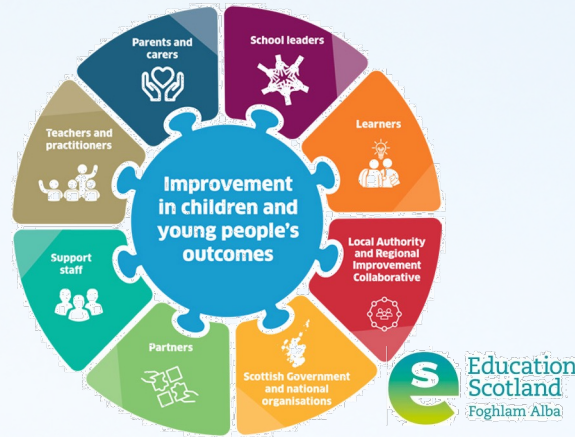 Parents and
carers
School leaders
Learners
Local Authority
and Regional
Improvement
Collaborative
Scottish Government
and national
organisations
Partners
Support
staff
Teachers and
practitioners
Improvement
in children and
young people's
outcomes
Education
Scotland
Foghlam Alba